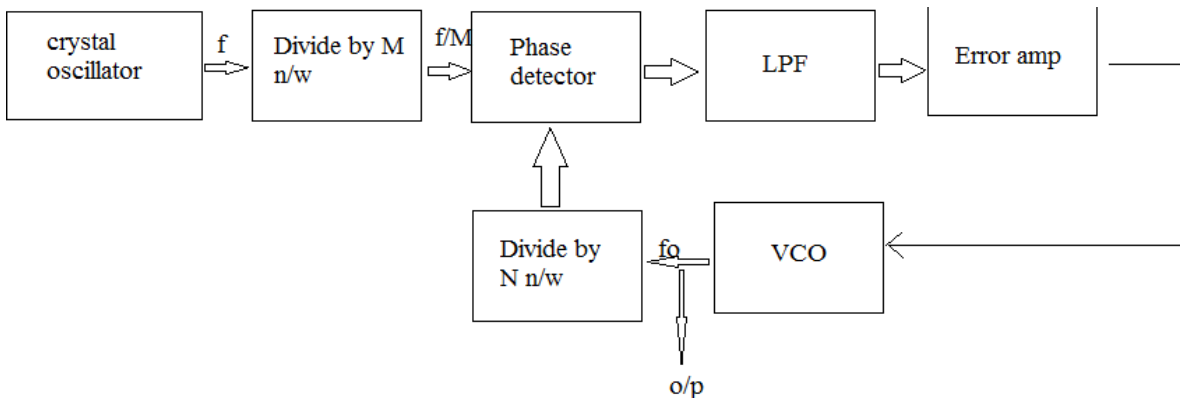 crystal
oscillator
f
Divide by M
n/w
f/M
Phase
detector
LPF
Error amp
Divide by
N n/w
fo
VCO
o/p